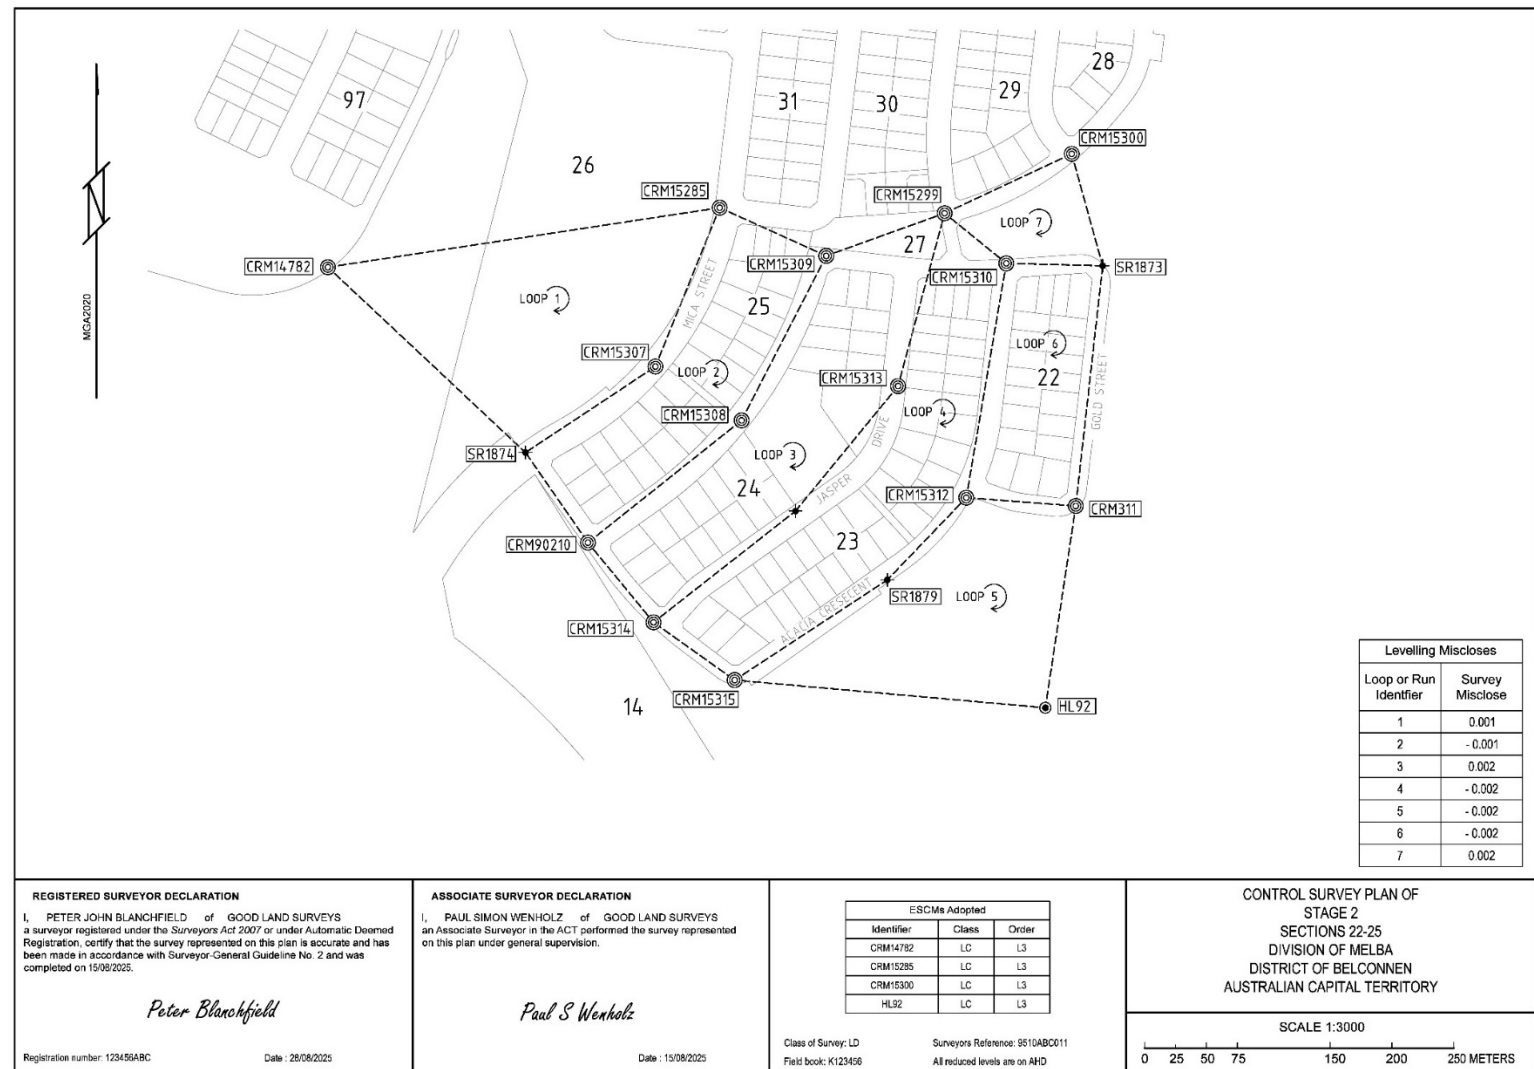 97
26
31
30
29
28
CRM15300
CRM15285
CRM15299
LOOP 7
27
CRM14782
CRM15309
CRM15310
SR1873
MGA2020
LOOP 1
MICA STREET
25
LOOP 6
CRM15307
LOOP 2
CRM15313
22
GOLD STREET
CRM15308
LOOP 4
SR1874
LOOP 3
DRIVE
24
JASPER
CRM15312
CRM311
CRM90210
23
SR1879
LOOP 5
ACACIA CRESECENT
CRM15314
CRM15315
14
HL92
Levelling Miscloses
Loop or Run Identfier
Survey Misclose
1 0.001
2 - 0.001
3 0.002
4 - 0.002
5 - 0.002
6 - 0.002
7 0.002
REGISTERED SURVEYOR DECLARATION
I, PETER JOHN BLANCHFIELD of GOOD LAND SURVEYS
a surveyor registered under the Surveyors Act 2007 or under Automatic Deemed
Registration, certify that the survey represented on this plan is accurate and has
been made in accordance with Surveyor-General Guideline No. 2 and was
completed on 15/08/2025.
Peter Blanchfield
Registration number: 123456ABC Date : 28/08/2025
ASSOCIATE SURVEYOR DECLARATION
I, PAUL SIMON WENHOLZ of GOOD LAND SURVEYS
an Associate Surveyor in the ACT performed the survey represented
on this plan under general supervision.
Paul S Wenholz
Date : 15/08/2025
ESCMs Adopted
Identifier Class Order
CRM14782 LC L3
CRM15285 LC L3
CRM15300 LC L3
HL92 LC L3
Class of Survey: LD Surveyors Reference: 9510ABC011
Field book: K123456 All reduced levels are on AHD
CONTROL SURVEY PLAN OF
STAGE 2
SECTIONS 22-25
DIVISION OF MELBA
DISTRICT OF BELCONNEN
AUSTRALIAN CAPITAL TERRITORY
SCALE 1:3000
0 25 50 75 150 200 250 METERS